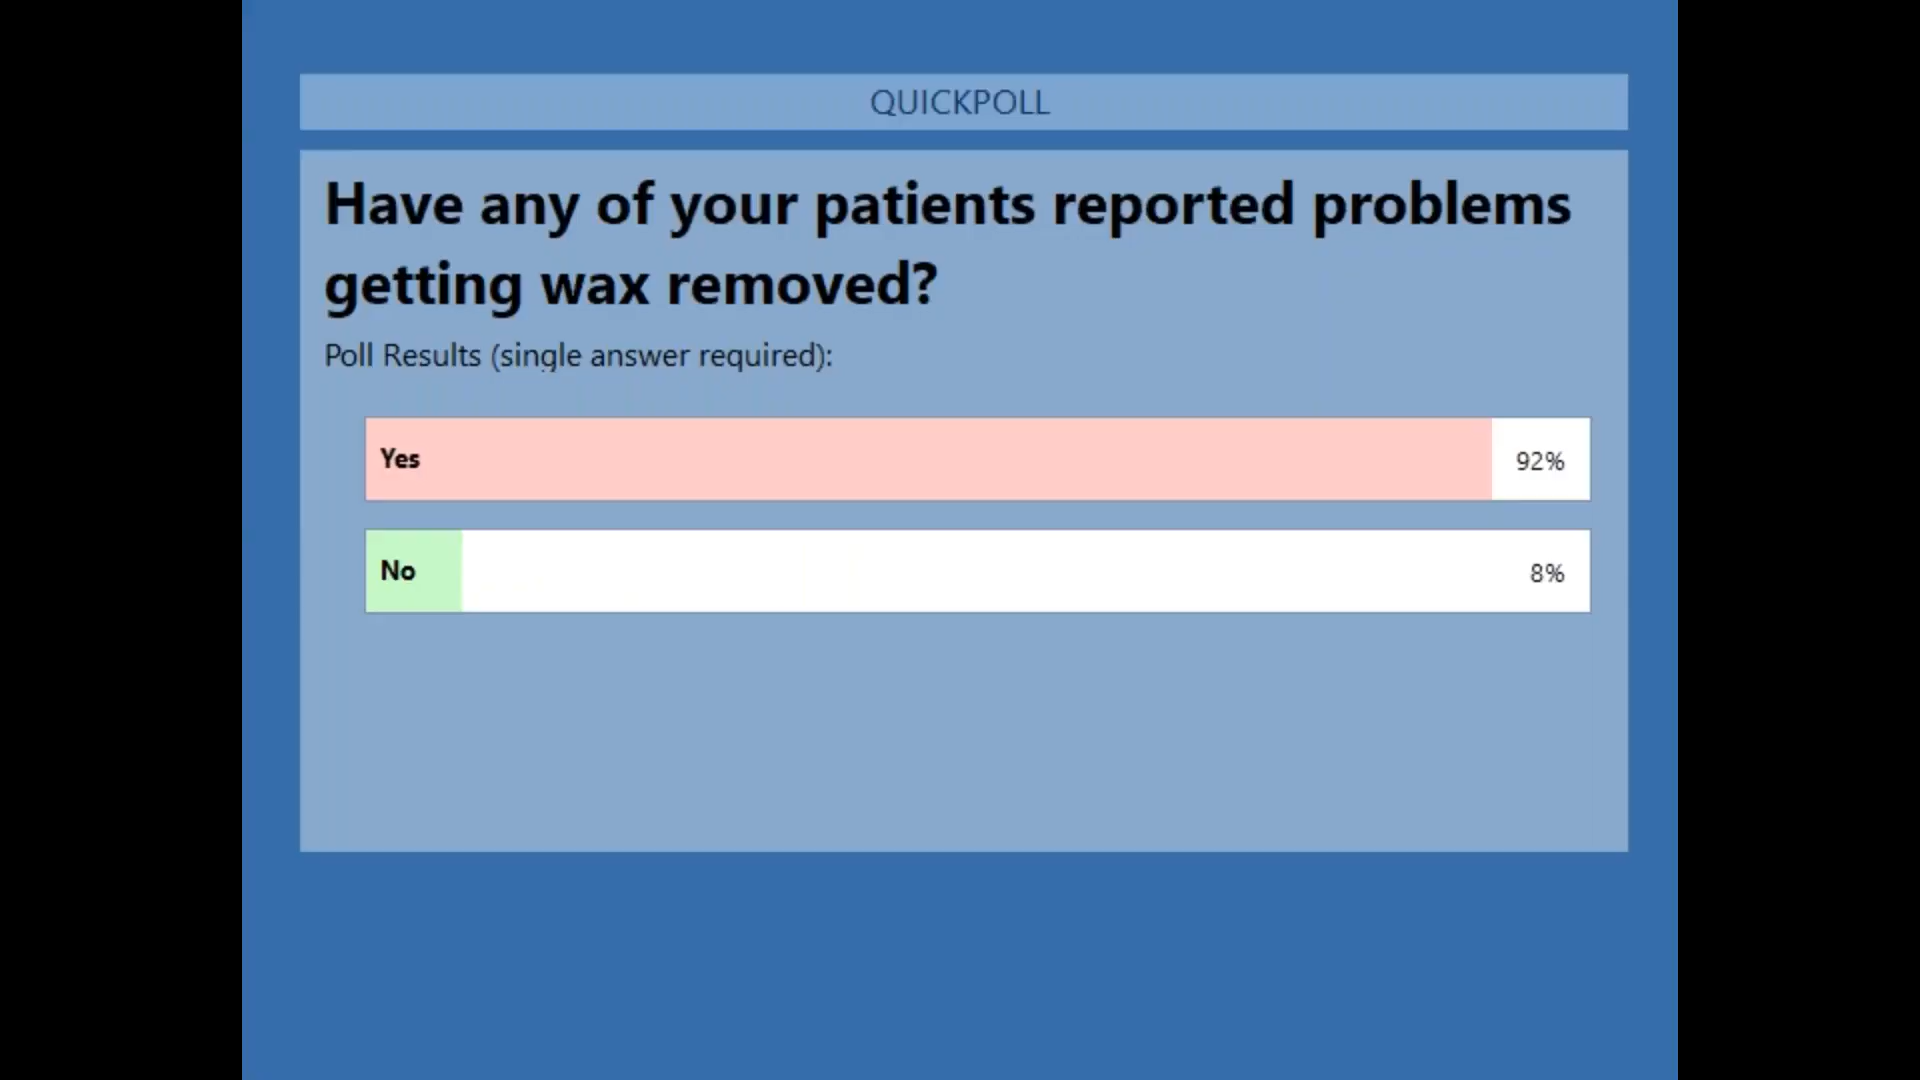 QUICKPOLL
Have any of your patients reported problems
getting wax removed?
Poll Results (single answer required):
Yes
92%
No
8%